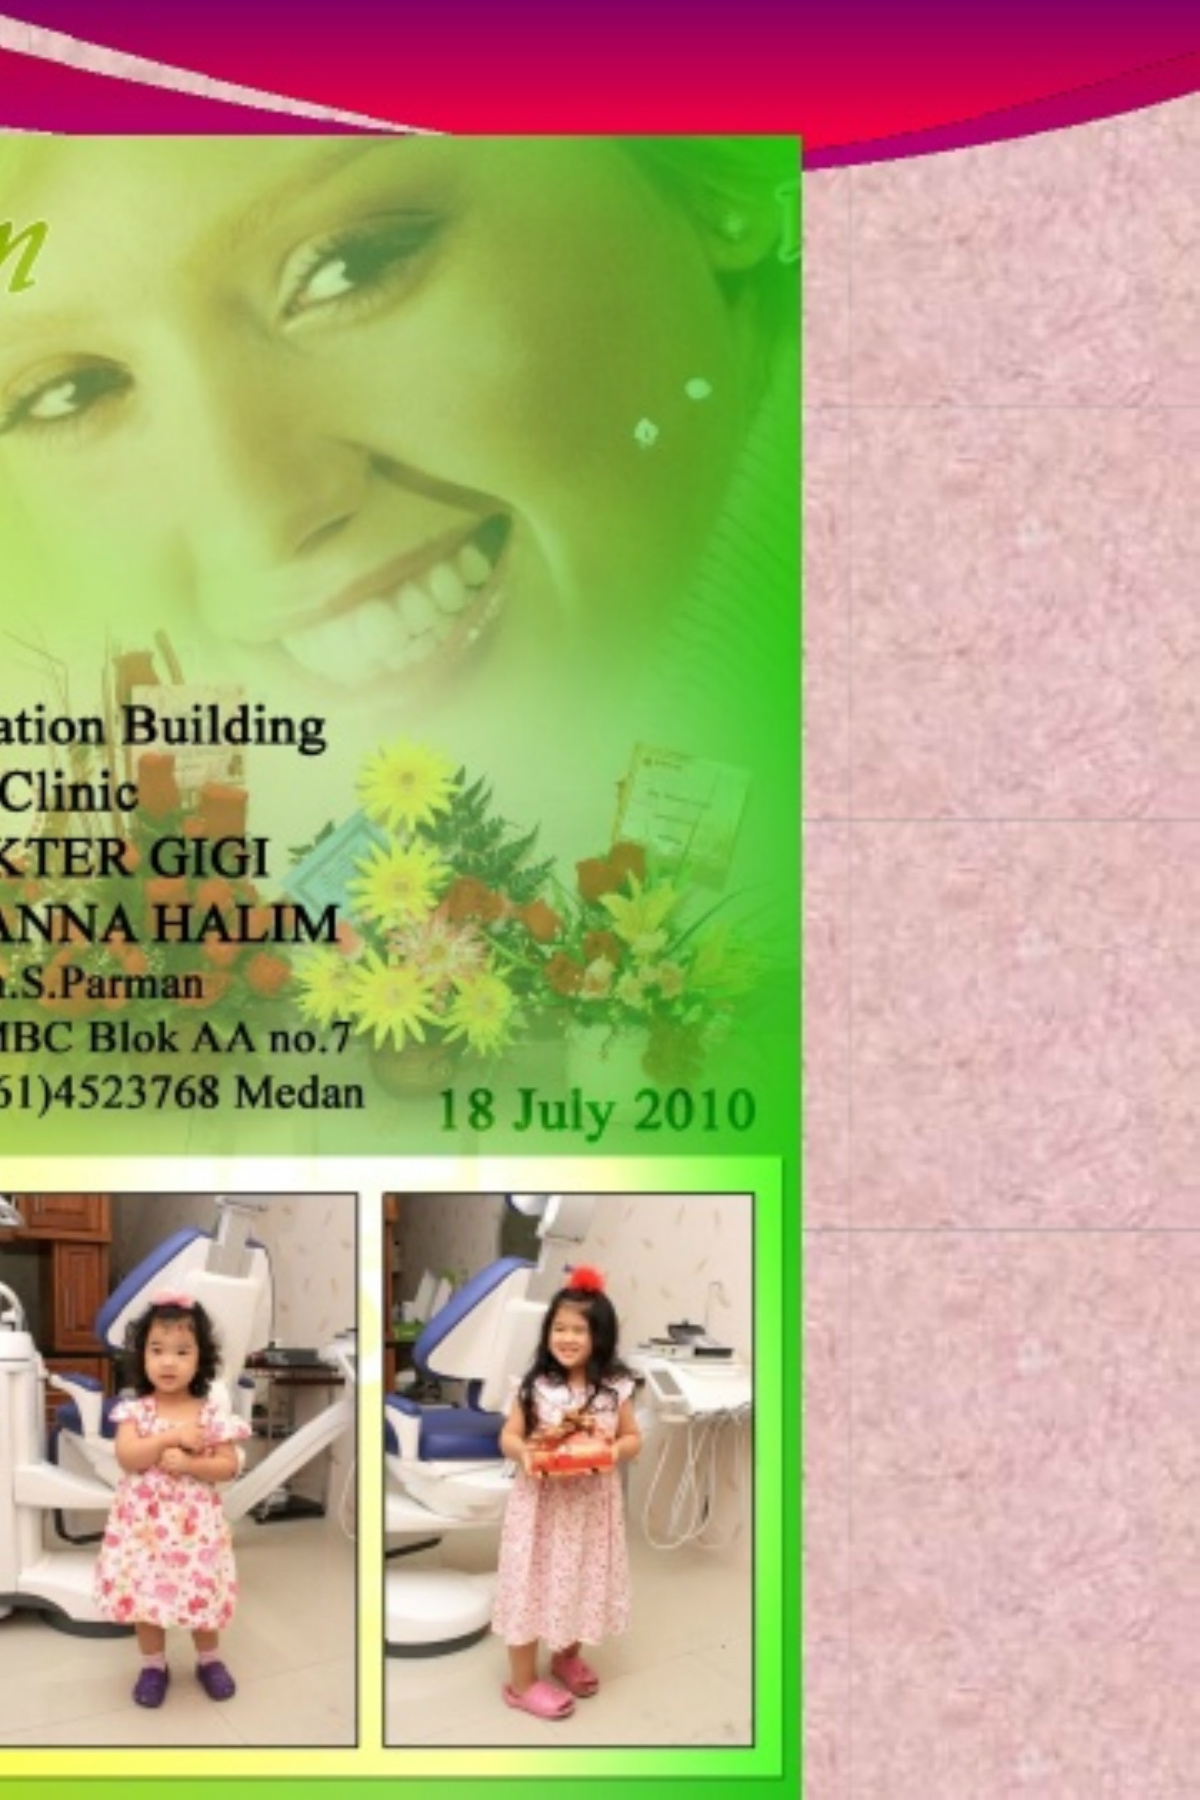 n
ation Building
Clinic
KTER GIGI
ANNA HALIM
n.S.Parman
MBC Blok AA no.7
61)4523768 Medan
18 July 2010